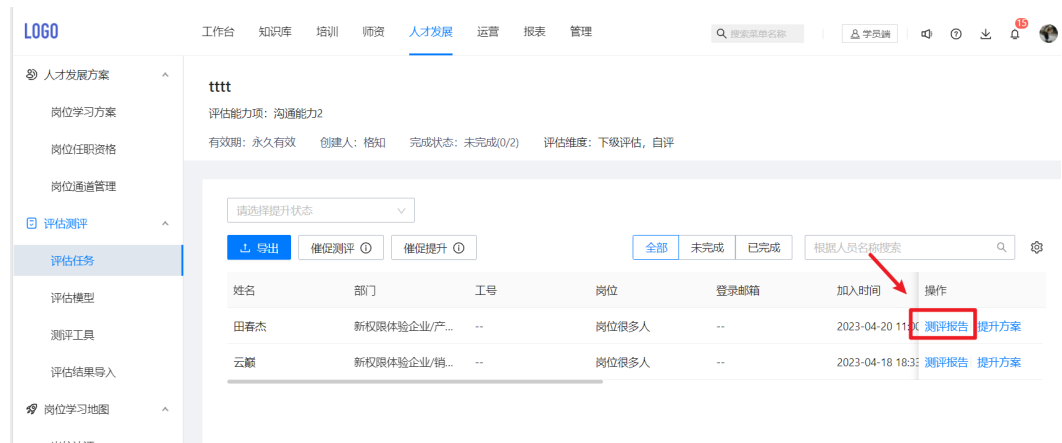 LOGO
工作台 知识库 培训 师资 人才发展 运营 报表 管理 搜索菜单名称 学员端 15
人才发展方案
岗位学习方案
岗位任职资格
岗位通道管理
评估测评
评估任务
评估模型
测评工具
评估结果导入
岗位学习地图
tttt
评估能力项：沟通能力2
有效期：永久有效 创建人：格知 完成状态：未完成(0/2) 评估维度：下级评估，自评
请选择提升状态
导出 催促测评 催促提升 全部 未完成 已完成 根据人员名称搜索
姓名 部门 工号 岗位 登录邮箱 加入时间 操作
田春杰 新权限体验企业/产... -- 岗位很多人 -- 2023-04-20 11:00 测评报告 提升方案
云巅 新权限体验企业/销... -- 岗位很多人 -- 2023-04-18 18:33 测评报告 提升方案